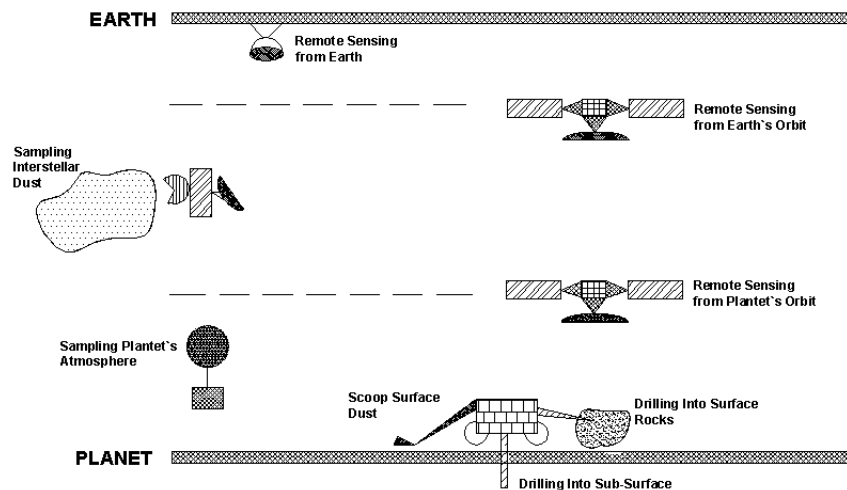 EARTH
Remote Sensing
from Earth
Remote Sensing
from Earth`s Orbit
Sampling
Interstellar
Dust
Remote Sensing
from Plantet`s Orbit
Sampling Plantet`s
Atmosphere
Scoop Surface
Dust
Drilling Into Surface
Rocks
PLANET
Drilling Into Sub-Surface